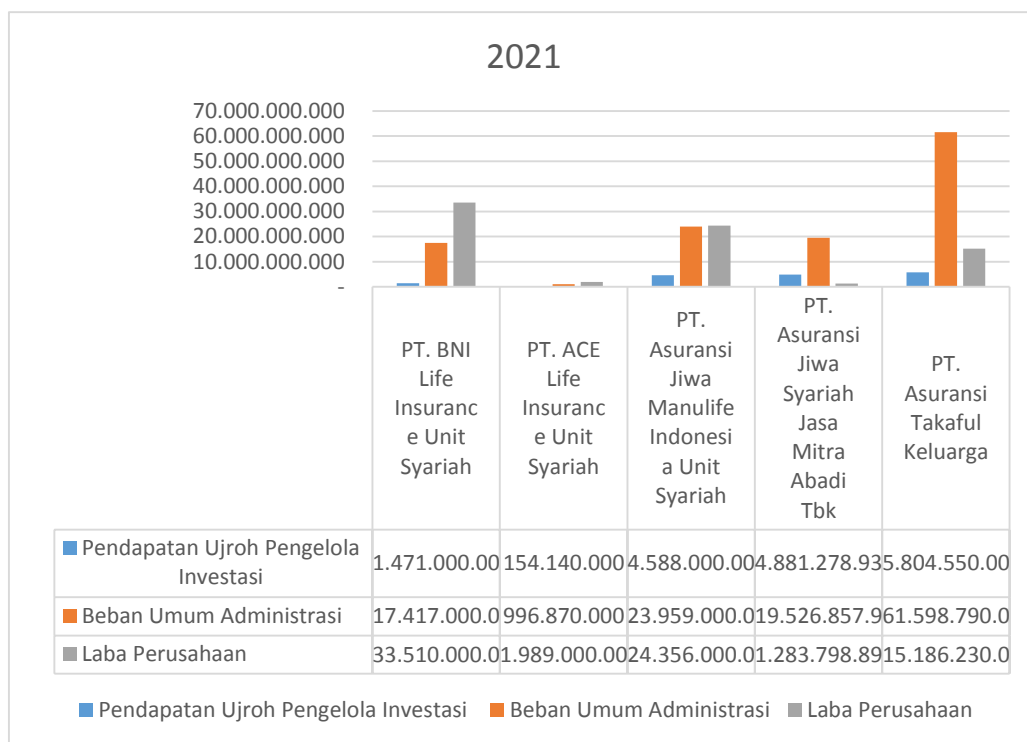 2021
70.000.000.000
60.000.000.000
50.000.000.000
40.000.000.000
30.000.000.000
20.000.000.000
10.000.000.000
-
PT. BNI
Life
Insuranc
e Unit
Syariah
PT. ACE
Life
Insuranc
e Unit
Syariah
PT.
Asuransi
Jiwa
Manulife
Indonesi
a Unit
Syariah
PT.
Asuransi
Jiwa
Syariah
Jasa
Mitra
Abadi
Tbk
PT.
Asuransi
Takaful
Keluarga
Pendapatan Ujroh Pengelola
Investasi
1.471.000.00 154.140.000 4.588.000.00 4.881.278.93 5.804.550.00
Beban Umum Administrasi 17.417.000.0 996.870.000 23.959.000.0 19.526.857.9 61.598.790.0
Laba Perusahaan 33.510.000.0 1.989.000.00 24.356.000.0 1.283.798.89 15.186.230.0
Pendapatan Ujroh Pengelola Investasi Beban Umum Administrasi Laba Perusahaan